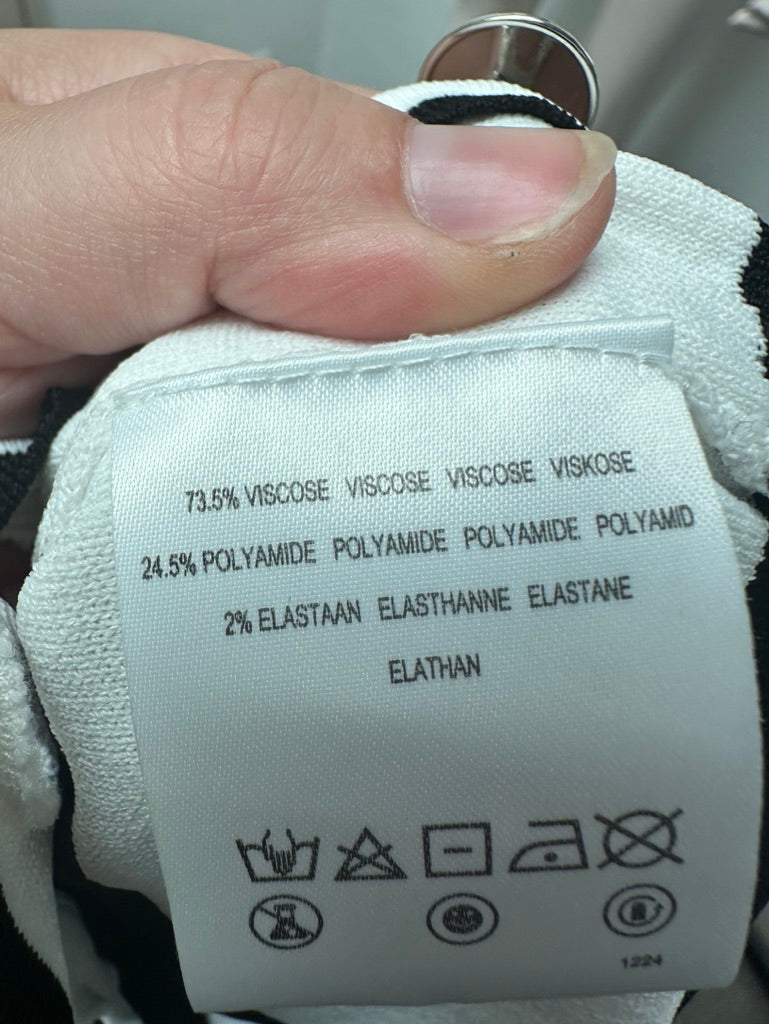 73.5% VISCOSE VISCOSE VISCOSE VISKOSE
24.5% POLYAMIDE POLYAMIDE POLYAMIDE POLYAMID
2% ELASTAAN ELASTHANNE ELASTANE
ELATHAN
1224